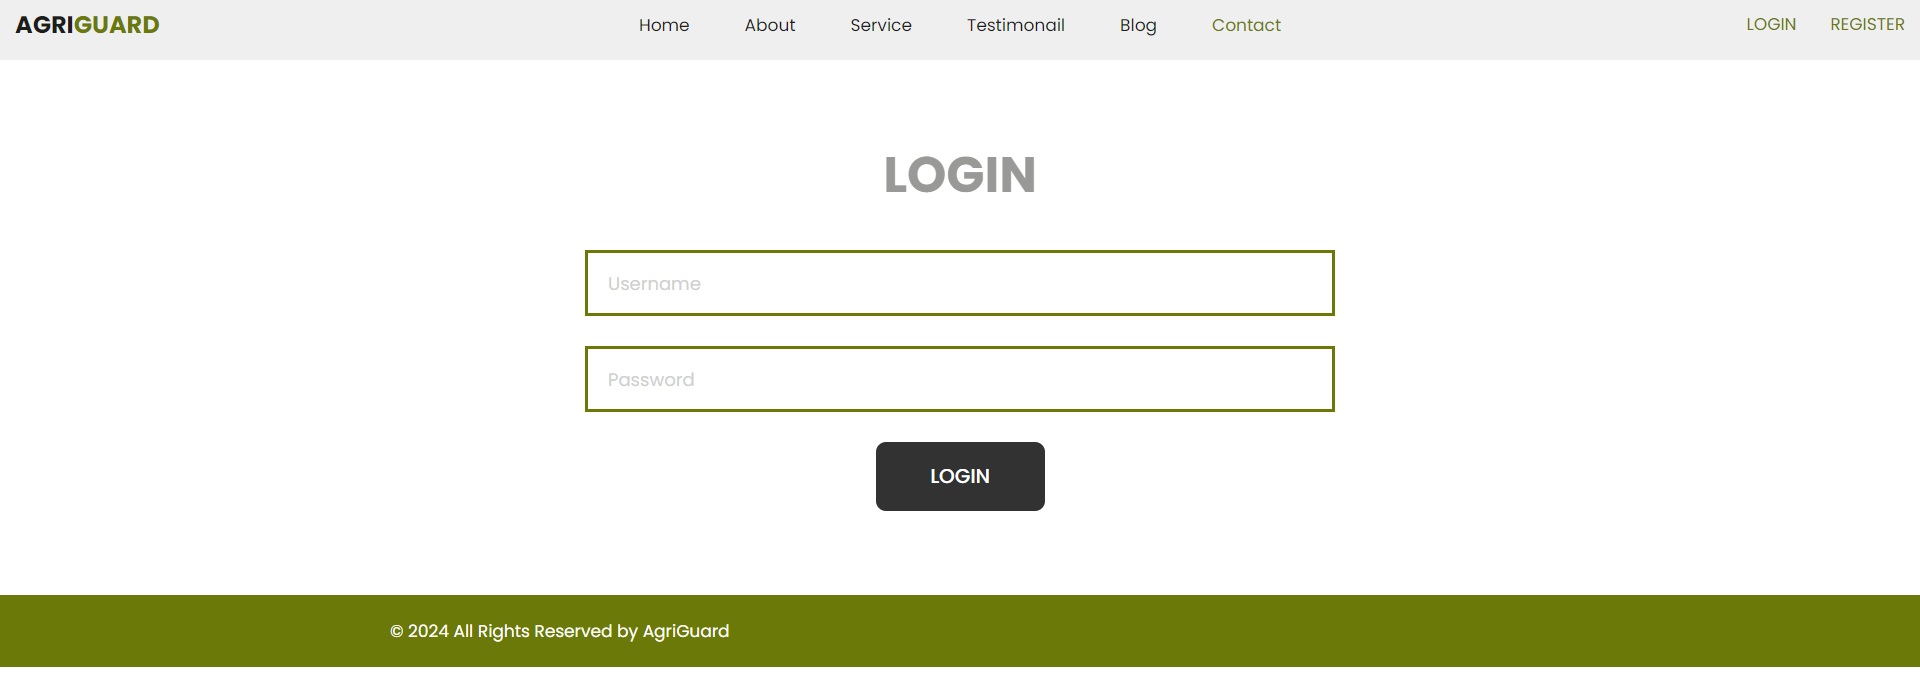 AGRIGUARD Home About Service Testimonail Blog Contact LOGIN REGISTER
LOGIN
Username
Password
LOGIN
© 2024 All Rights Reserved by AgriGuard